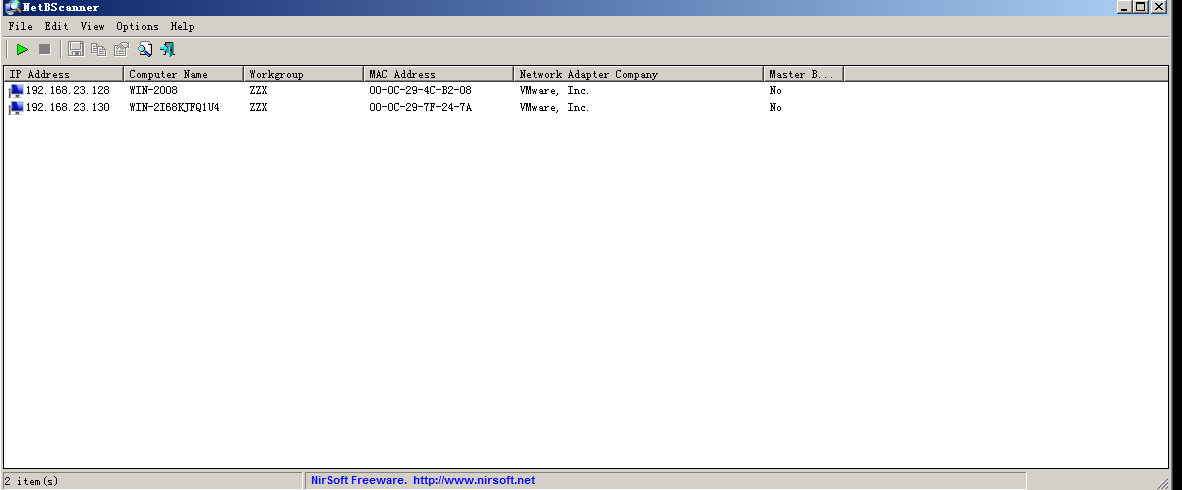 NetBScanner
File Edit View Options Help
IP Address Computer Name Workgroup MAC Address Network Adapter Company Master B...
192.168.23.128 WIN-2008 ZZX 00-0C-29-4C-B2-08 VMware, Inc. No
192.168.23.130 WIN-2I68KJFQ1U4 ZZX 00-0C-29-7F-24-7A VMware, Inc. No
2 item(s) NirSoft Freeware. http://www.nirsoft.net